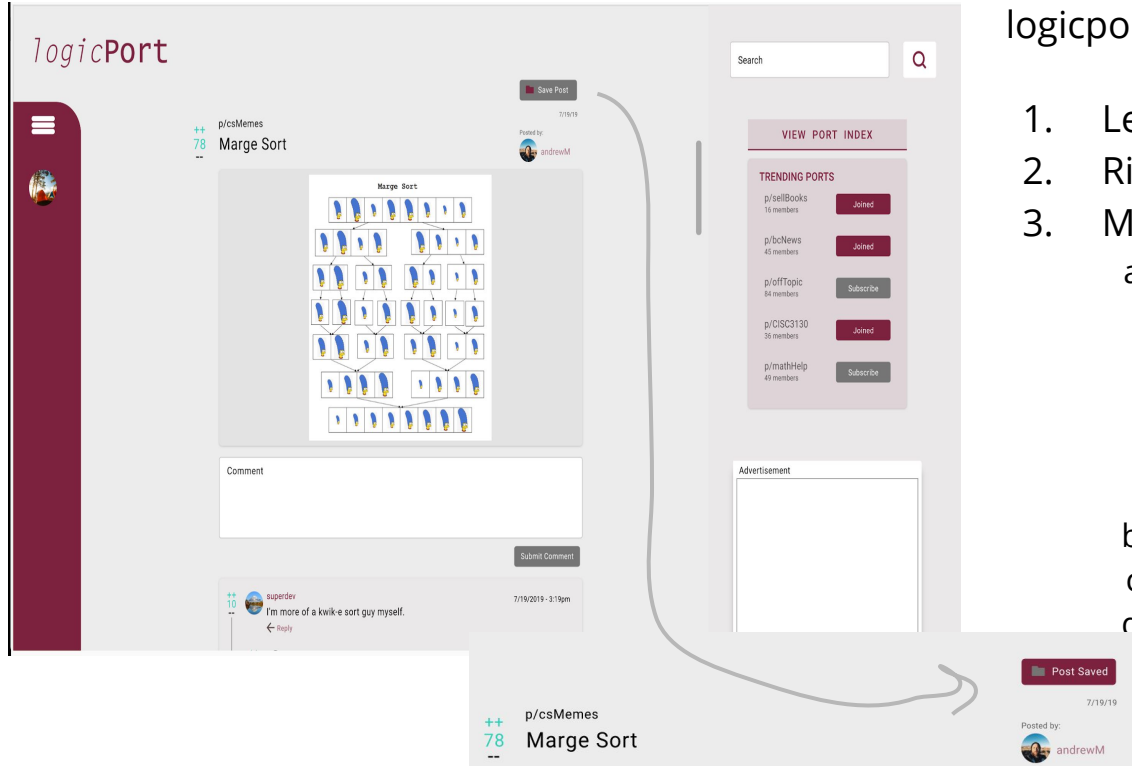 logicPort
Save Post
7/19/19
++
78
--
p/csMemes
Marge Sort
Posted by:
andrewM
Marge Sort
Comment
Submit Comment
++
10
--
superdev
7/19/2019 - 3:19pm
I'm more of a kwik-e sort guy myself.
Reply
Search
VIEW PORT INDEX
TRENDING PORTS
p/sellBooks
16 members
Joined
p/bcNews
45 members
Joined
p/offTopic
84 members
Subscribe
p/CISC3130
36 members
Joined
p/mathHelp
49 members
Subscribe
Advertisement
logicpo
1. Le
2. Ri
3. M
Post Saved
7/19/19
++
78
--
p/csMemes
Marge Sort
Posted by:
andrewM